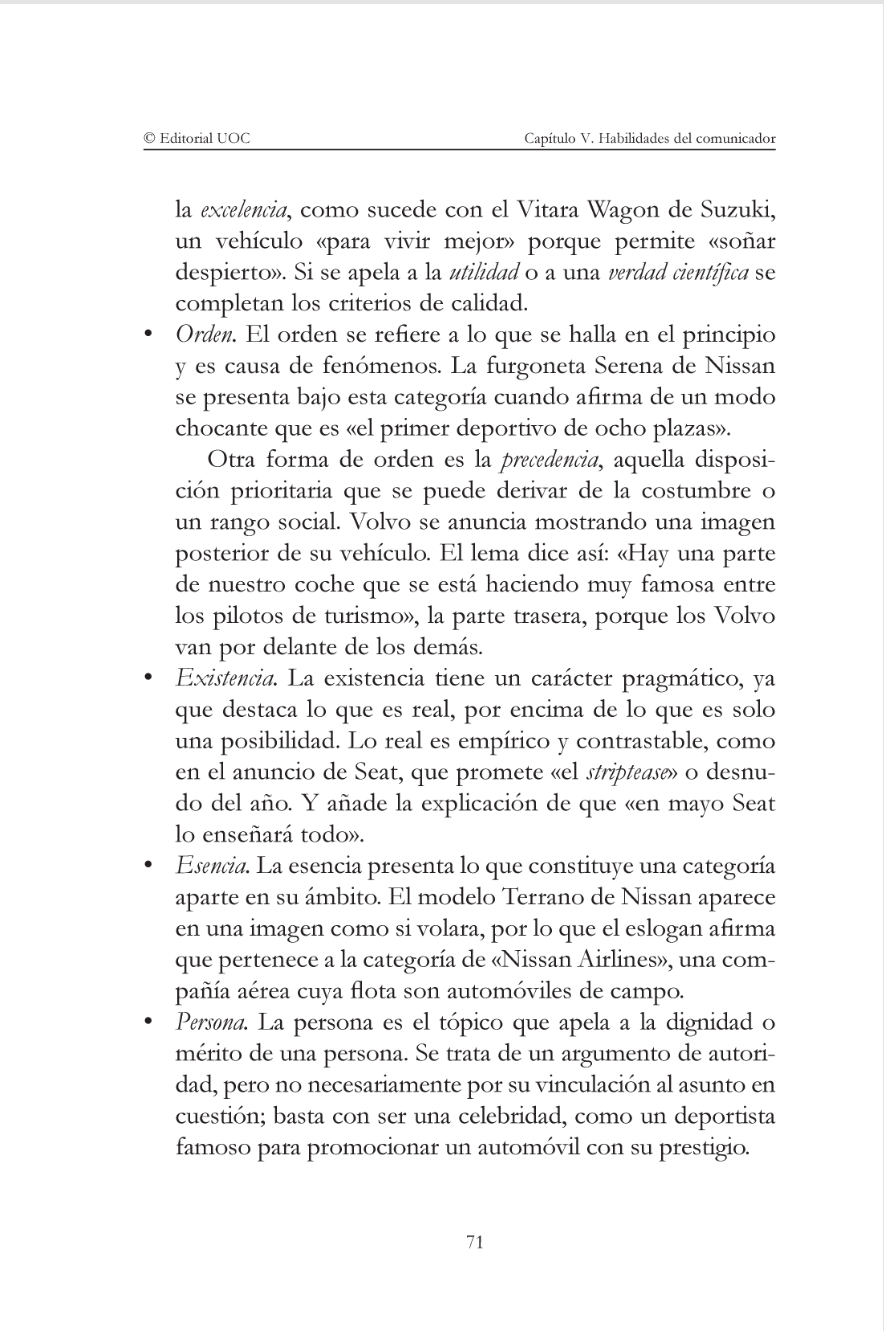 © Editorial UOC
Capítulo V. Habilidades del comunicador
la excelencia, como sucede con el Vitara Wagon de Suzuki,
un vehículo «para vivir mejor» porque permite «soñar
despierto». Si se apela a la utilidad o a una verdad científica se
completan los criterios de calidad.
• Orden. El orden se refiere a lo que se halla en el principio
y es causa de fenómenos. La furgoneta Serena de Nissan
se presenta bajo esta categoría cuando afirma de un modo
chocante que es «el primer deportivo de ocho plazas».
Otra forma de orden es la precedencia, aquella disposi-
ción prioritaria que se puede derivar de la costumbre o
un rango social. Volvo se anuncia mostrando una imagen
posterior de su vehículo. El lema dice así: «Hay una parte
de nuestro coche que se está haciendo muy famosa entre
los pilotos de turismo», la parte trasera, porque los Volvo
van por delante de los demás.
• Existencia. La existencia tiene un carácter pragmático, ya
que destaca lo que es real, por encima de lo que es solo
una posibilidad. Lo real es empírico y contrastable, como
en el anuncio de Seat, que promete «el striptease» o desnu-
do del año. Y añade la explicación de que «en mayo Seat
lo enseñará todo».
• Esencia. La esencia presenta lo que constituye una categoría
aparte en su ámbito. El modelo Terrano de Nissan aparece
en una imagen como si volara, por lo que el eslogan afirma
que pertenece a la categoría de «Nissan Airlines», una com-
pañía aérea cuya flota son automóviles de campo.
• Persona. La persona es el tópico que apela a la dignidad o
mérito de una persona. Se trata de un argumento de autori-
dad, pero no necesariamente por su vinculación al asunto en
cuestión; basta con ser una celebridad, como un deportista
famoso para promocionar un automóvil con su prestigio.
71